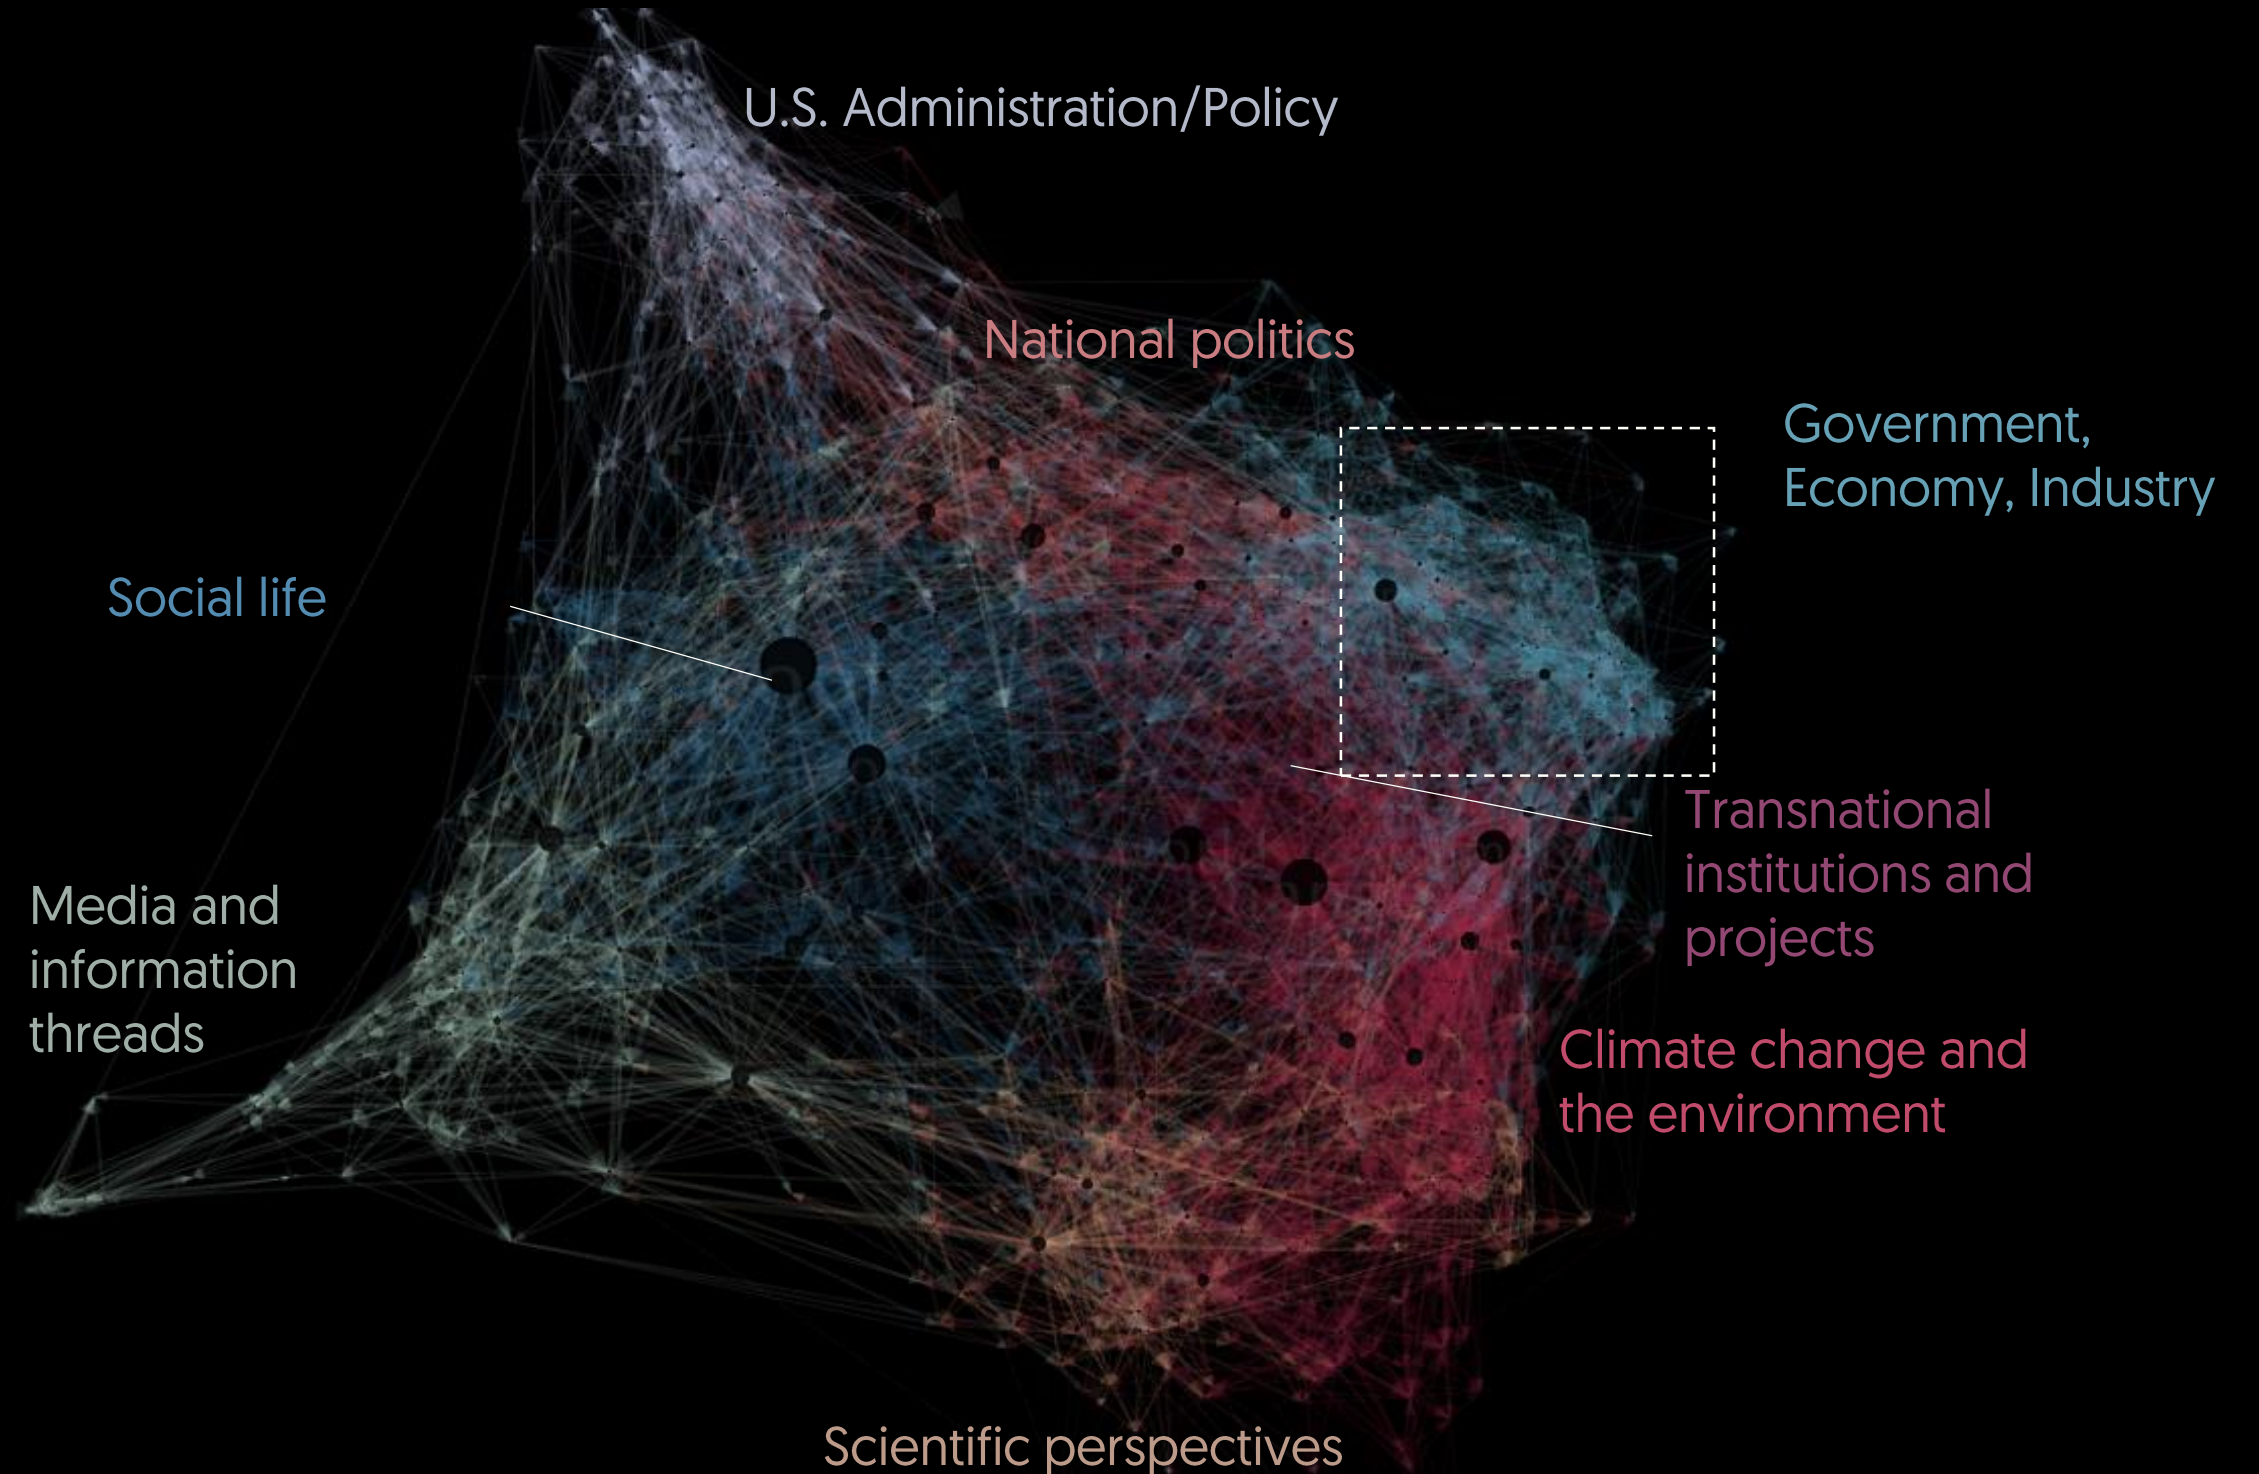 U.S. Administration/Policy
National politics
Government,
Economy, Industry
Social life
Transnational
institutions and
projects
Media and
information
threads
Climate change and
the environment
Scientific perspectives